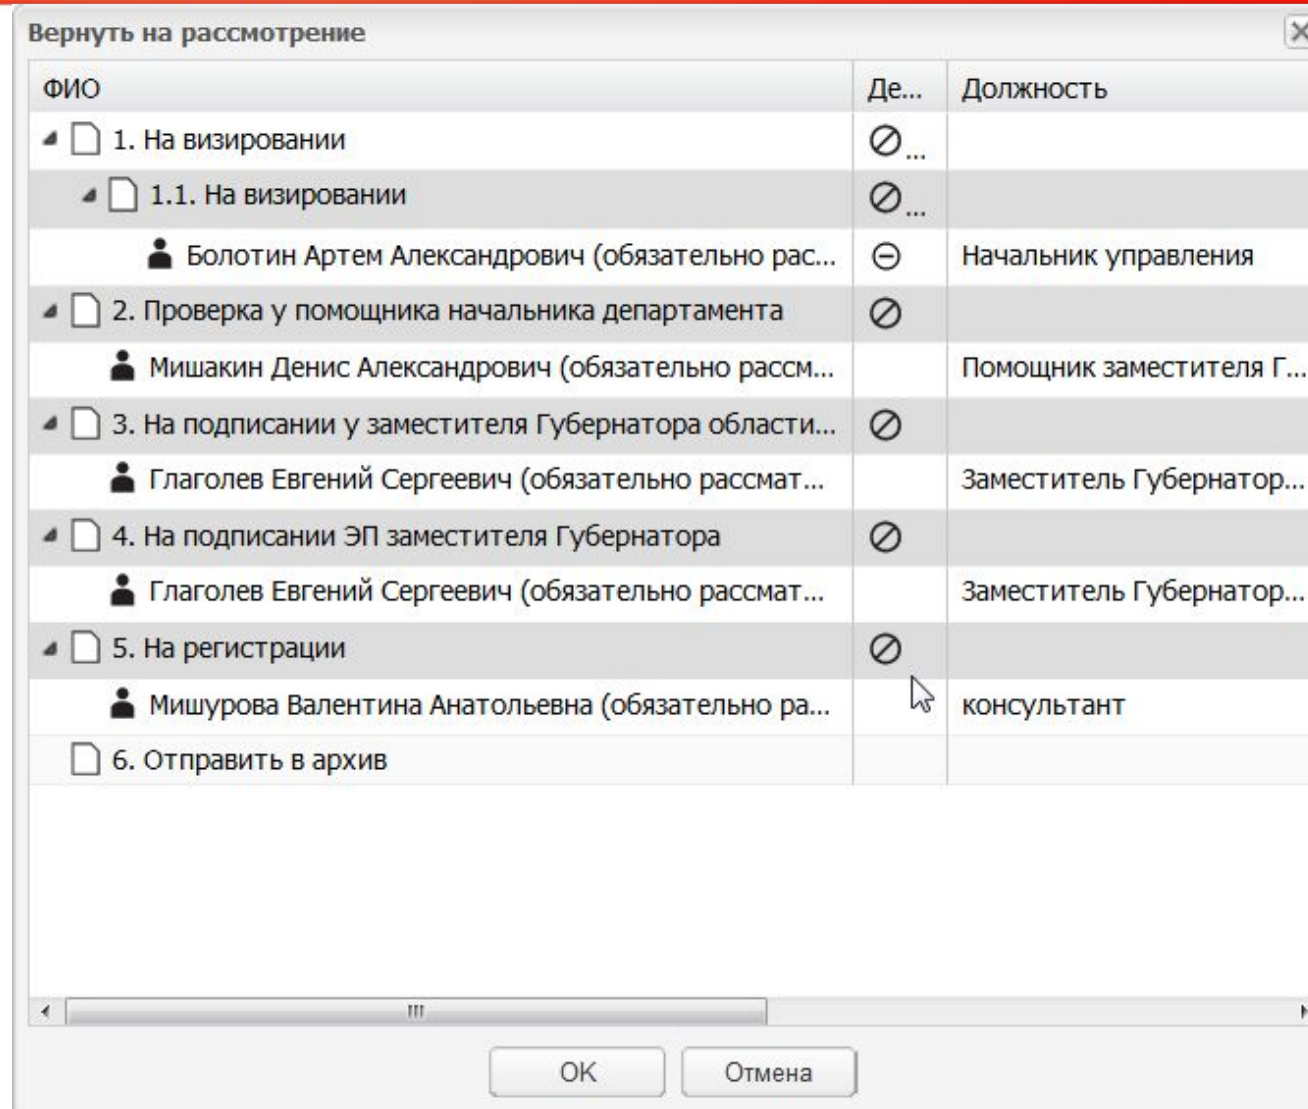 Вернуть на рассмотрение
ФИО Де... Должность
1. На визировании ...
1.1. На визировании ...
Болотин Артем Александрович (обязательно рас... Начальник управления
2. Проверка у помощника начальника департамента
Мишакин Денис Александрович (обязательно рассм... Помощник заместителя Г...
3. На подписании у заместителя Губернатора области...
Глаголев Евгений Сергеевич (обязательно рассмат... Заместитель Губернатор...
4. На подписании ЭП заместителя Губернатора
Глаголев Евгений Сергеевич (обязательно рассмат... Заместитель Губернатор...
5. На регистрации
Мишурова Валентина Анатольевна (обязательно ра... консультант
6. Отправить в архив
OK Отмена